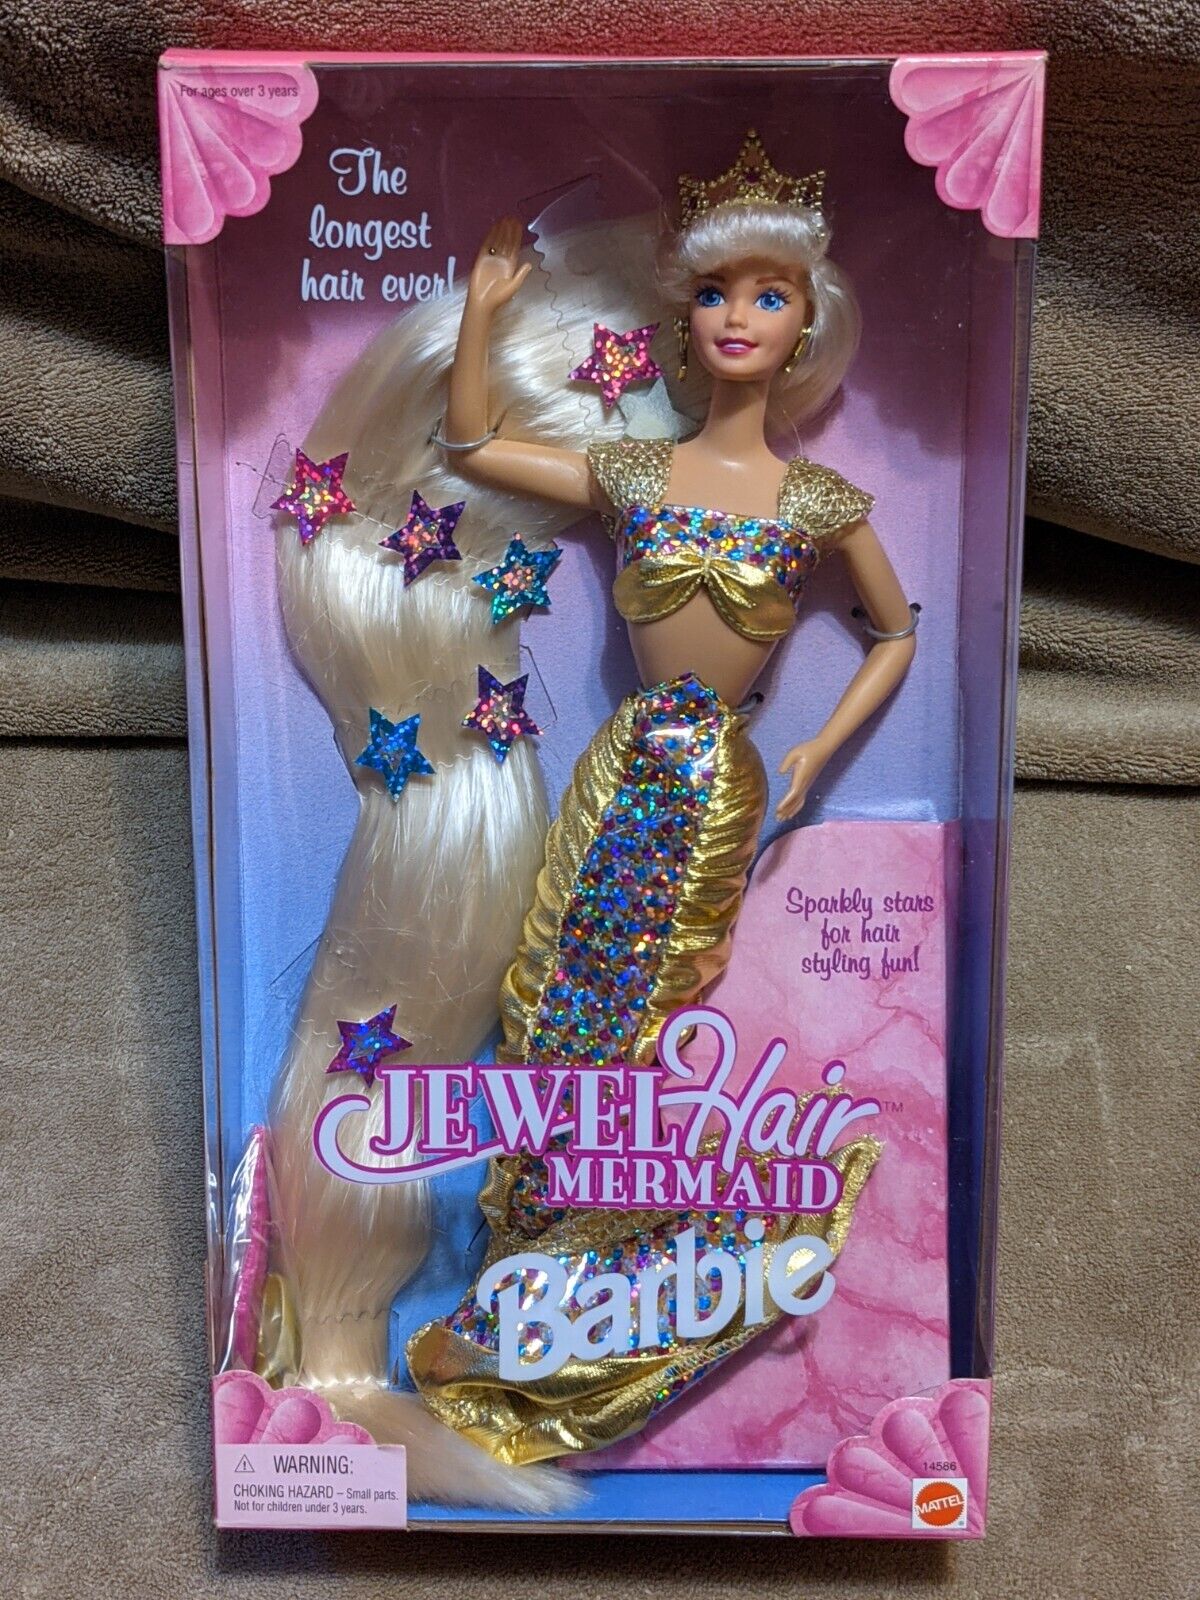 For ages over 3 years
The
longest
hair ever!
Sparkly stars
for hair
styling fun!
JEWEL Hair™
MERMAID
Barbie
⚠ WARNING:
CHOKING HAZARD – Small parts.
Not for children under 3 years.
14586
MATTEL®